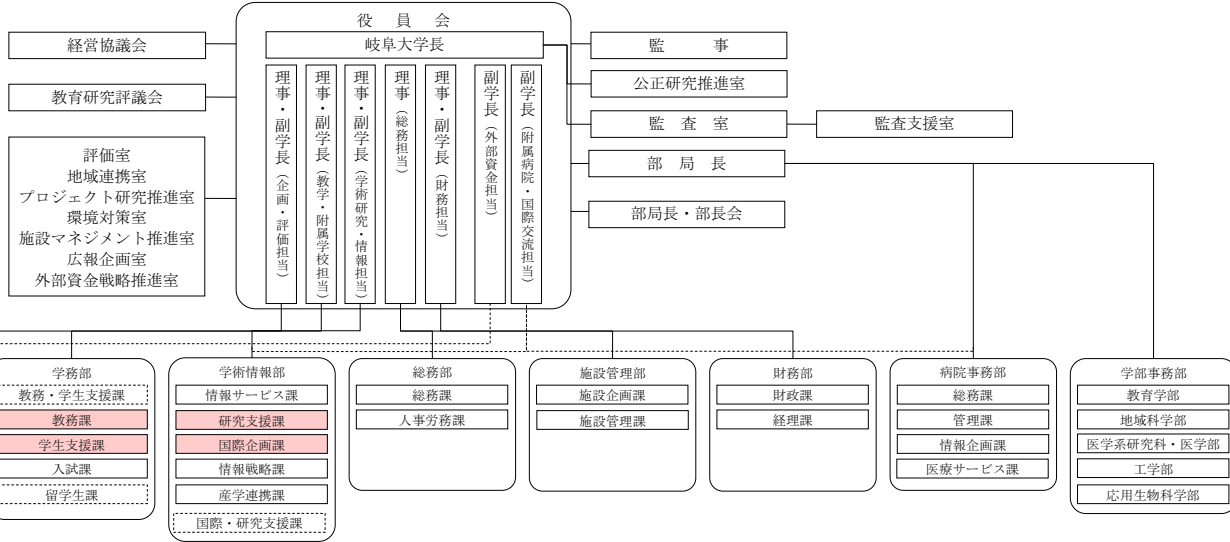 役員会
岐阜大学長
経営協議会
教育研究評議会
評価室
地域連携室
プロジェクト研究推進室
環境対策室
施設マネジメント推進室
広報企画室
外部資金戦略推進室
理事・副学長（企画・評価担当）
理事・副学長（教学・附属学校担当）
理事・副学長（学術研究・情報担当）
理事（総務担当）
理事・副学長（財務担当）
副学長（外部資金担当）
副学長（附属病院・国際交流担当）
監事
公正研究推進室
監査室
監査支援室
部局長
部局長・部長会
学務部
教務・学生支援課
教務課
学生支援課
入試課
留学生課
学術情報部
情報サービス課
研究支援課
国際企画課
情報戦略課
産学連携課
国際・研究支援課
総務部
総務課
人事労務課
施設管理部
施設企画課
施設管理課
財務部
財政課
経理課
病院事務部
総務課
管理課
情報企画課
医療サービス課
学部事務部
教育学部
地域科学部
医学系研究科・医学部
工学部
応用生物科学部